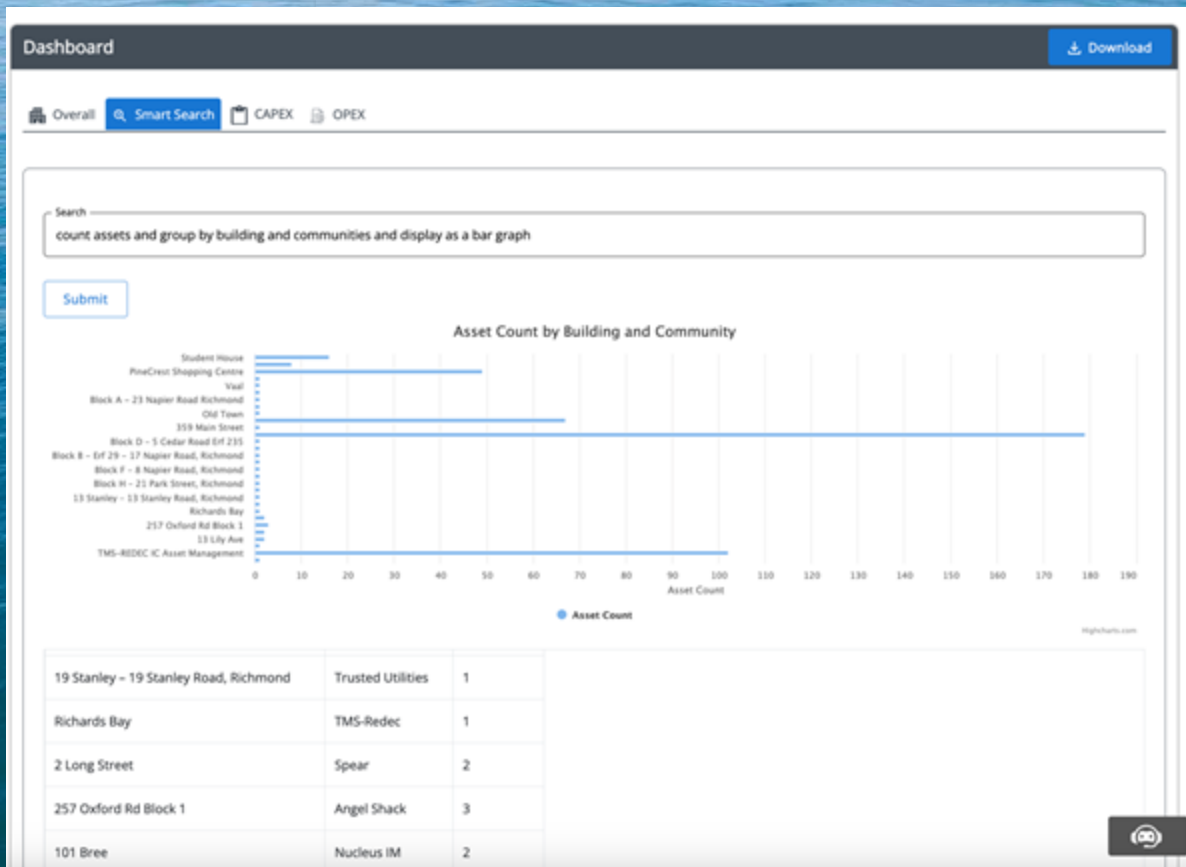 Dashboard
Download
Overall
Smart Search
CAPEX
OPEX
Search
count assets and group by building and communities and display as a bar graph
Submit
Asset Count by Building and Community
Student House
PineCrest Shopping Centre
Vaal
Block A – 23 Napier Road Richmond
Old Town
359 Main Street
Block D – 5 Cedar Road Erf 235
Block B – Erf 29 – 17 Napier Road, Richmond
Block F – 8 Napier Road, Richmond
Block H – 21 Park Street, Richmond
13 Stanley – 13 Stanley Road, Richmond
Richards Bay
257 Oxford Rd Block 1
13 Lily Ave
TMS-REDEC IC Asset Management
0 10 20 30 40 50 60 70 80 90 100 110 120 130 140 150 160 170 180 190
Asset Count
Asset Count
Highcharts.com
19 Stanley – 19 Stanley Road, Richmond Trusted Utilities 1
Richards Bay TMS-Redec 1
2 Long Street Spear 2
257 Oxford Rd Block 1 Angel Shack 3
101 Bree Nucleus IM 2